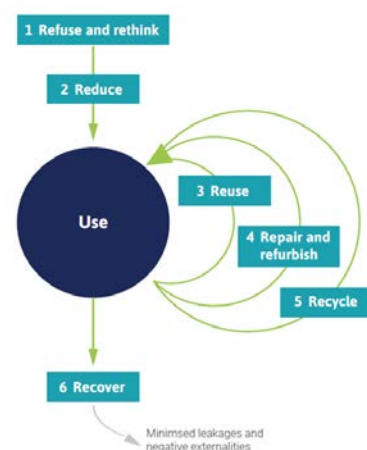 1 Refuse and rethink
2 Reduce
Use
3 Reuse
4 Repair and
refurbish
5 Recycle
6 Recover
Minimsed leakages and
negative externalities